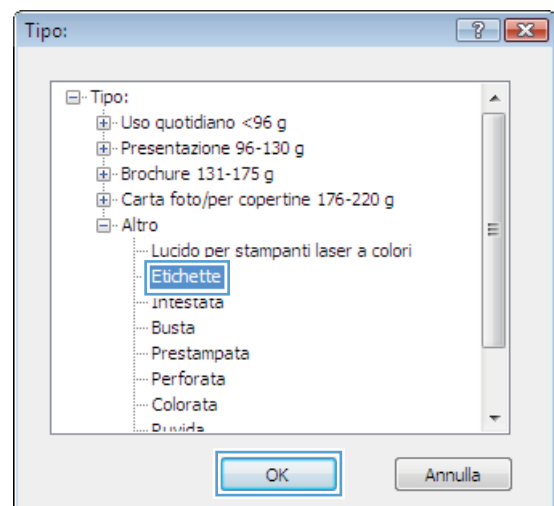 Tipo:
Tipo:
Uso quotidiano <96 g
Presentazione 96-130 g
Brochure 131-175 g
Carta foto/per copertine 176-220 g
Altro
Lucido per stampanti laser a colori
Etichette
Intestata
Busta
Prestampata
Perforata
Colorata
Ruvida
OK Annulla